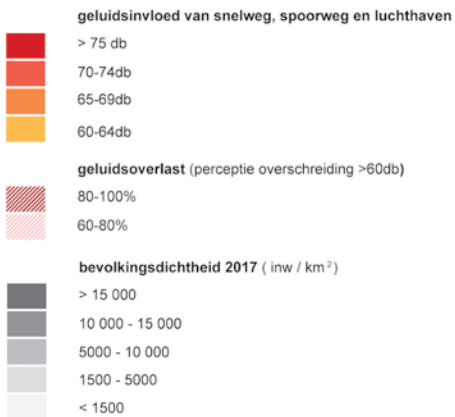 geluidsinvloed van snelweg, spoorweg en luchthaven
> 75 db
70-74db
65-69db
60-64db
geluidsoverlast (perceptie overschreiding >60db)
80-100%
60-80%
bevolkingsdichtheid 2017 ( inw / km²)
> 15 000
10 000 - 15 000
5000 - 10 000
1500 - 5000
< 1500